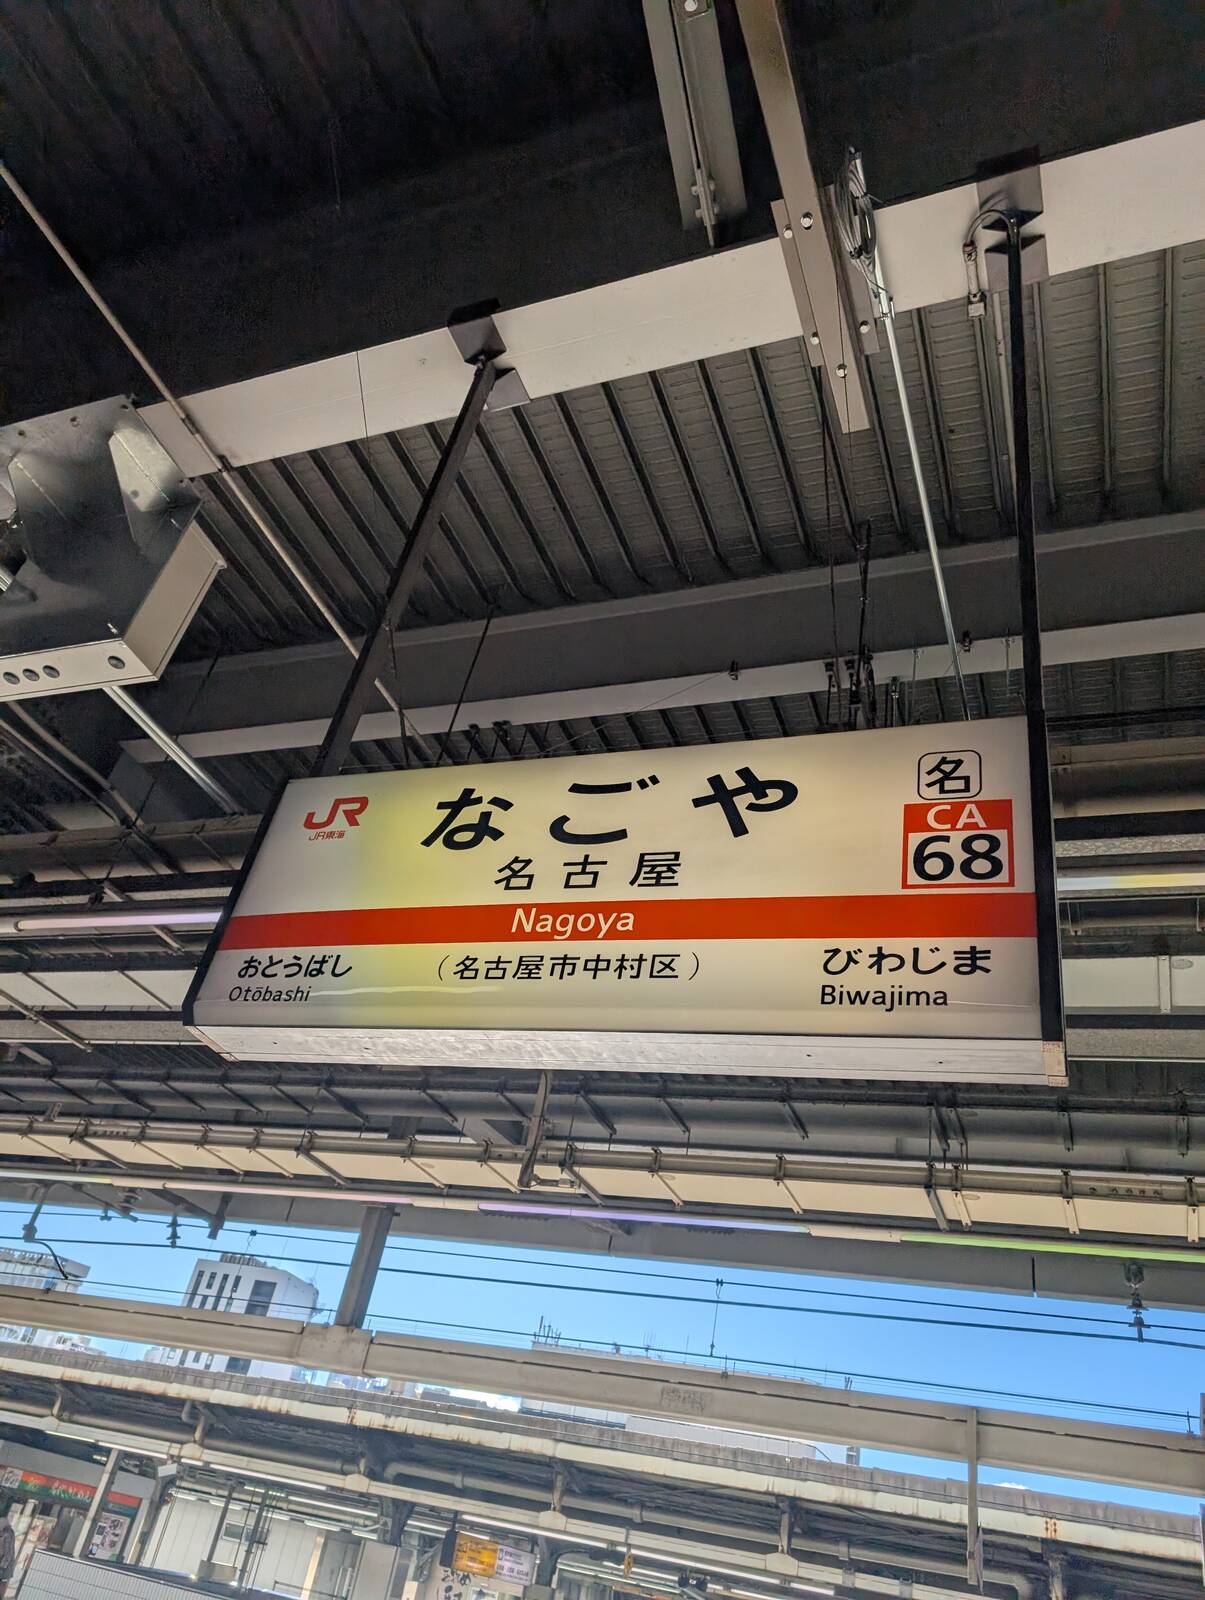 JR
JR東海
なごや
名古屋
名
CA
68
Nagoya
おとうばし
Otōbashi
(名古屋市中村区)
びわじま
Biwajima